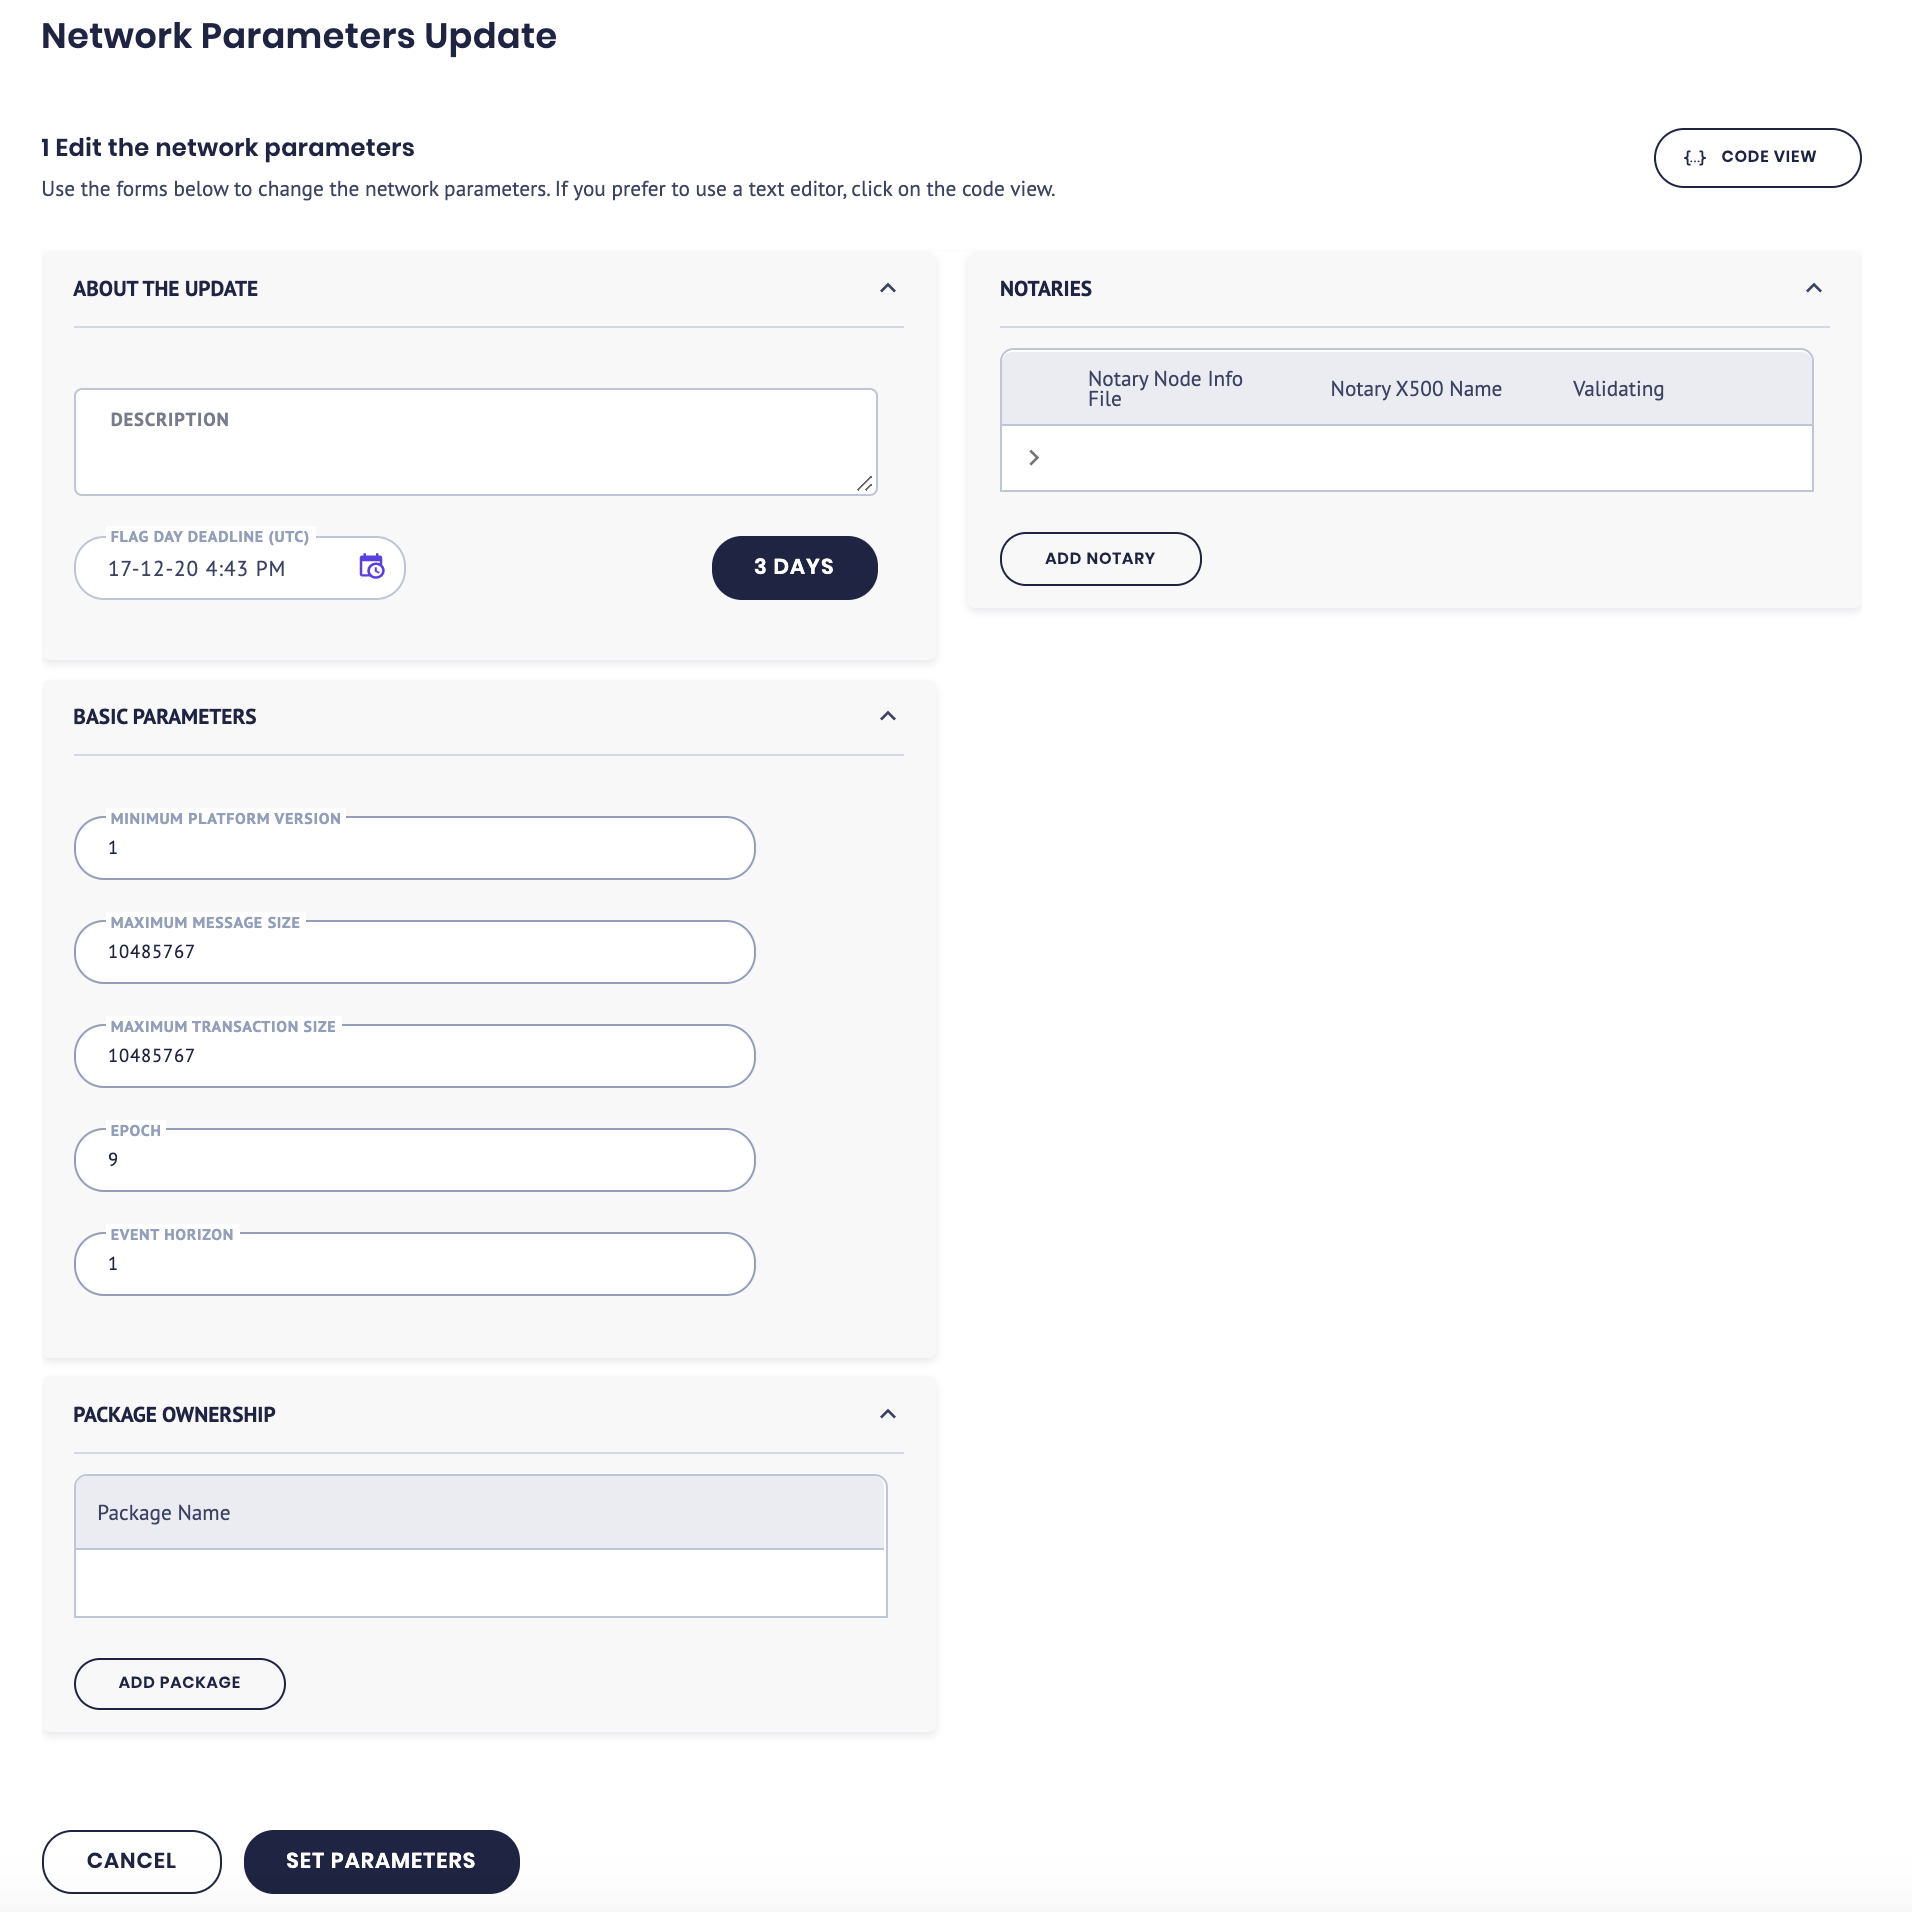 Network Parameters Update
1 Edit the network parameters
Use the forms below to change the network parameters. If you prefer to use a text editor, click on the code view.
{...} CODE VIEW
ABOUT THE UPDATE
DESCRIPTION
FLAG DAY DEADLINE (UTC)
17-12-20 4:43 PM
3 DAYS
NOTARIES
Notary Node Info
File
Notary X500 Name
Validating
ADD NOTARY
BASIC PARAMETERS
MINIMUM PLATFORM VERSION
1
MAXIMUM MESSAGE SIZE
10485767
MAXIMUM TRANSACTION SIZE
10485767
EPOCH
9
EVENT HORIZON
1
PACKAGE OWNERSHIP
Package Name
ADD PACKAGE
CANCEL
SET PARAMETERS